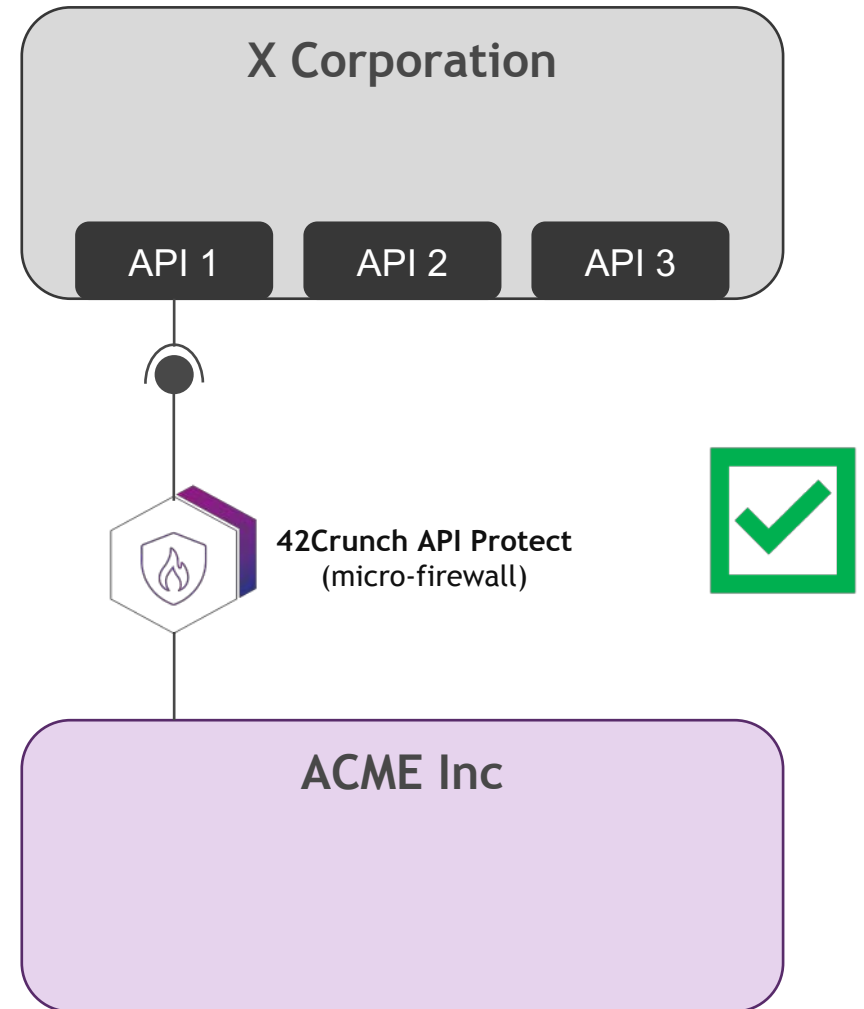 X Corporation
API 1
API 2
API 3
42Crunch API Protect
(micro-firewall)
ACME Inc